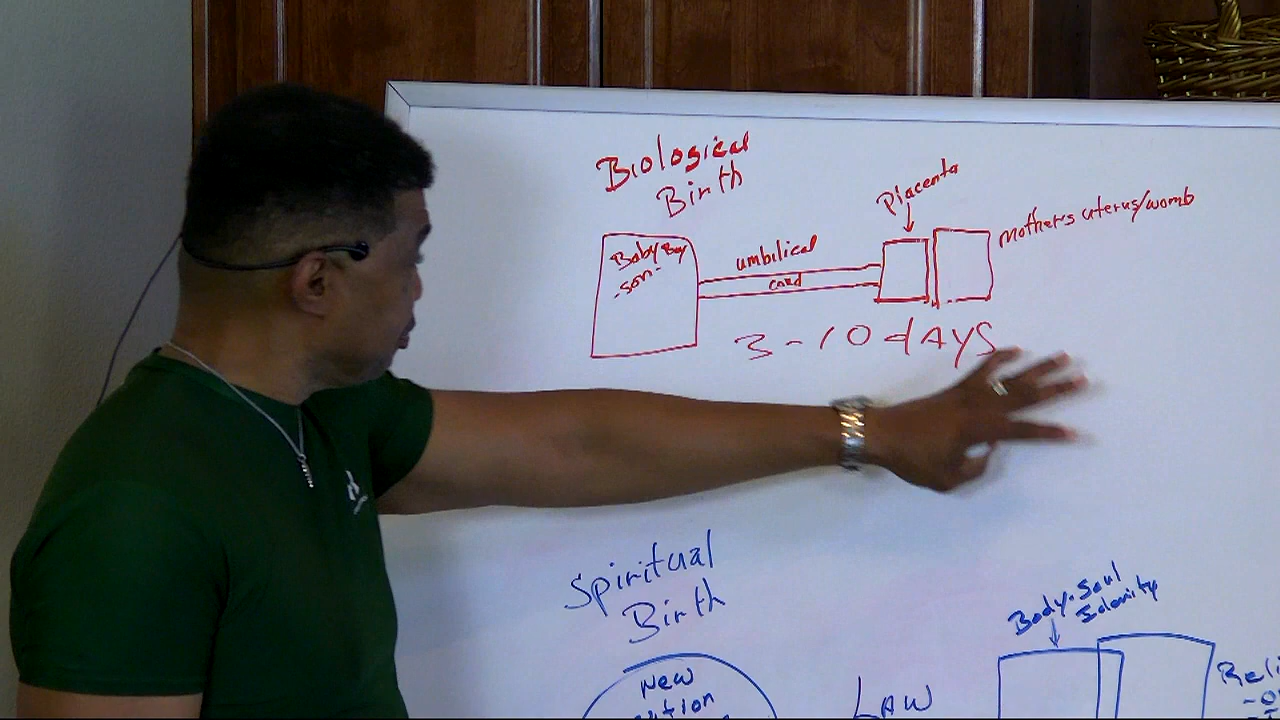 Biological
Birth
Placenta
Mothers uterus/womb
Baby Boy
-son-
umbilical
cord
3-10 dAYS
Spiritual
Birth
Body-Soul
New
LAW